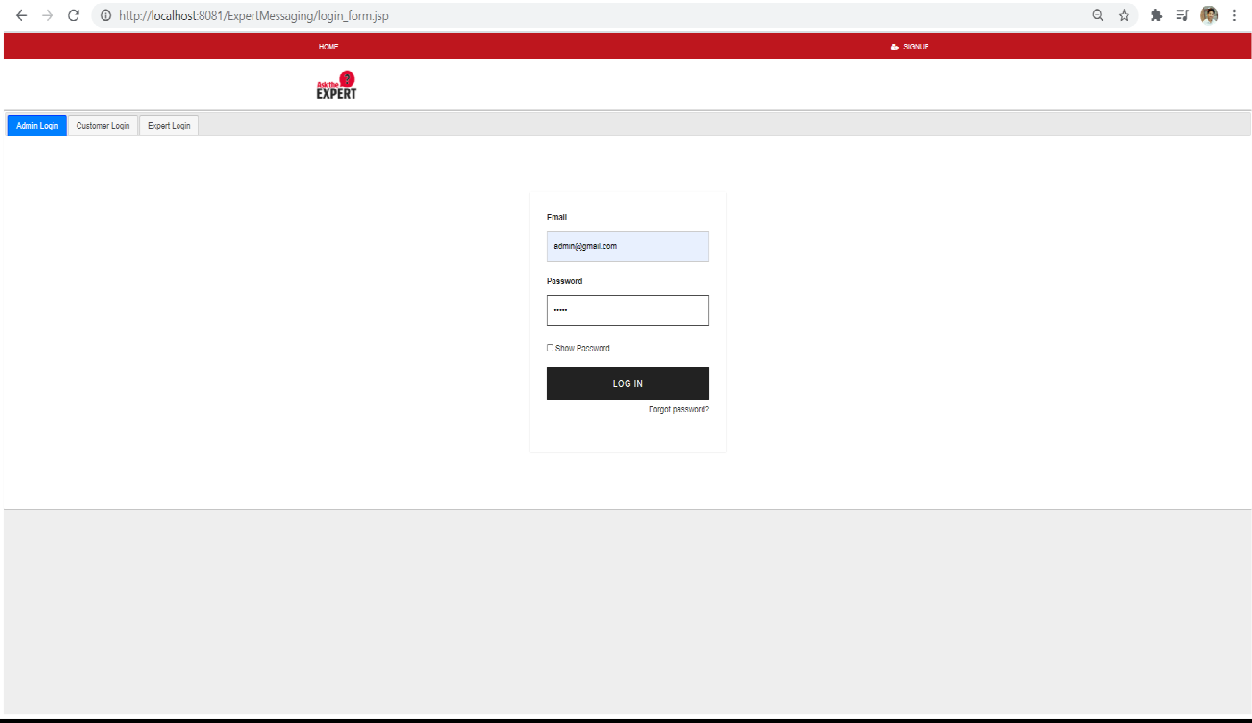 http://localhost:8081/ExpertMessaging/login_form.jsp
HOME
SIGNUP
Ask the
EXPERT
Admin Login
Customer Login
Expert Login
Email
admin@gmail.com
Password
•••••
Show Password
LOG IN
Forgot password?